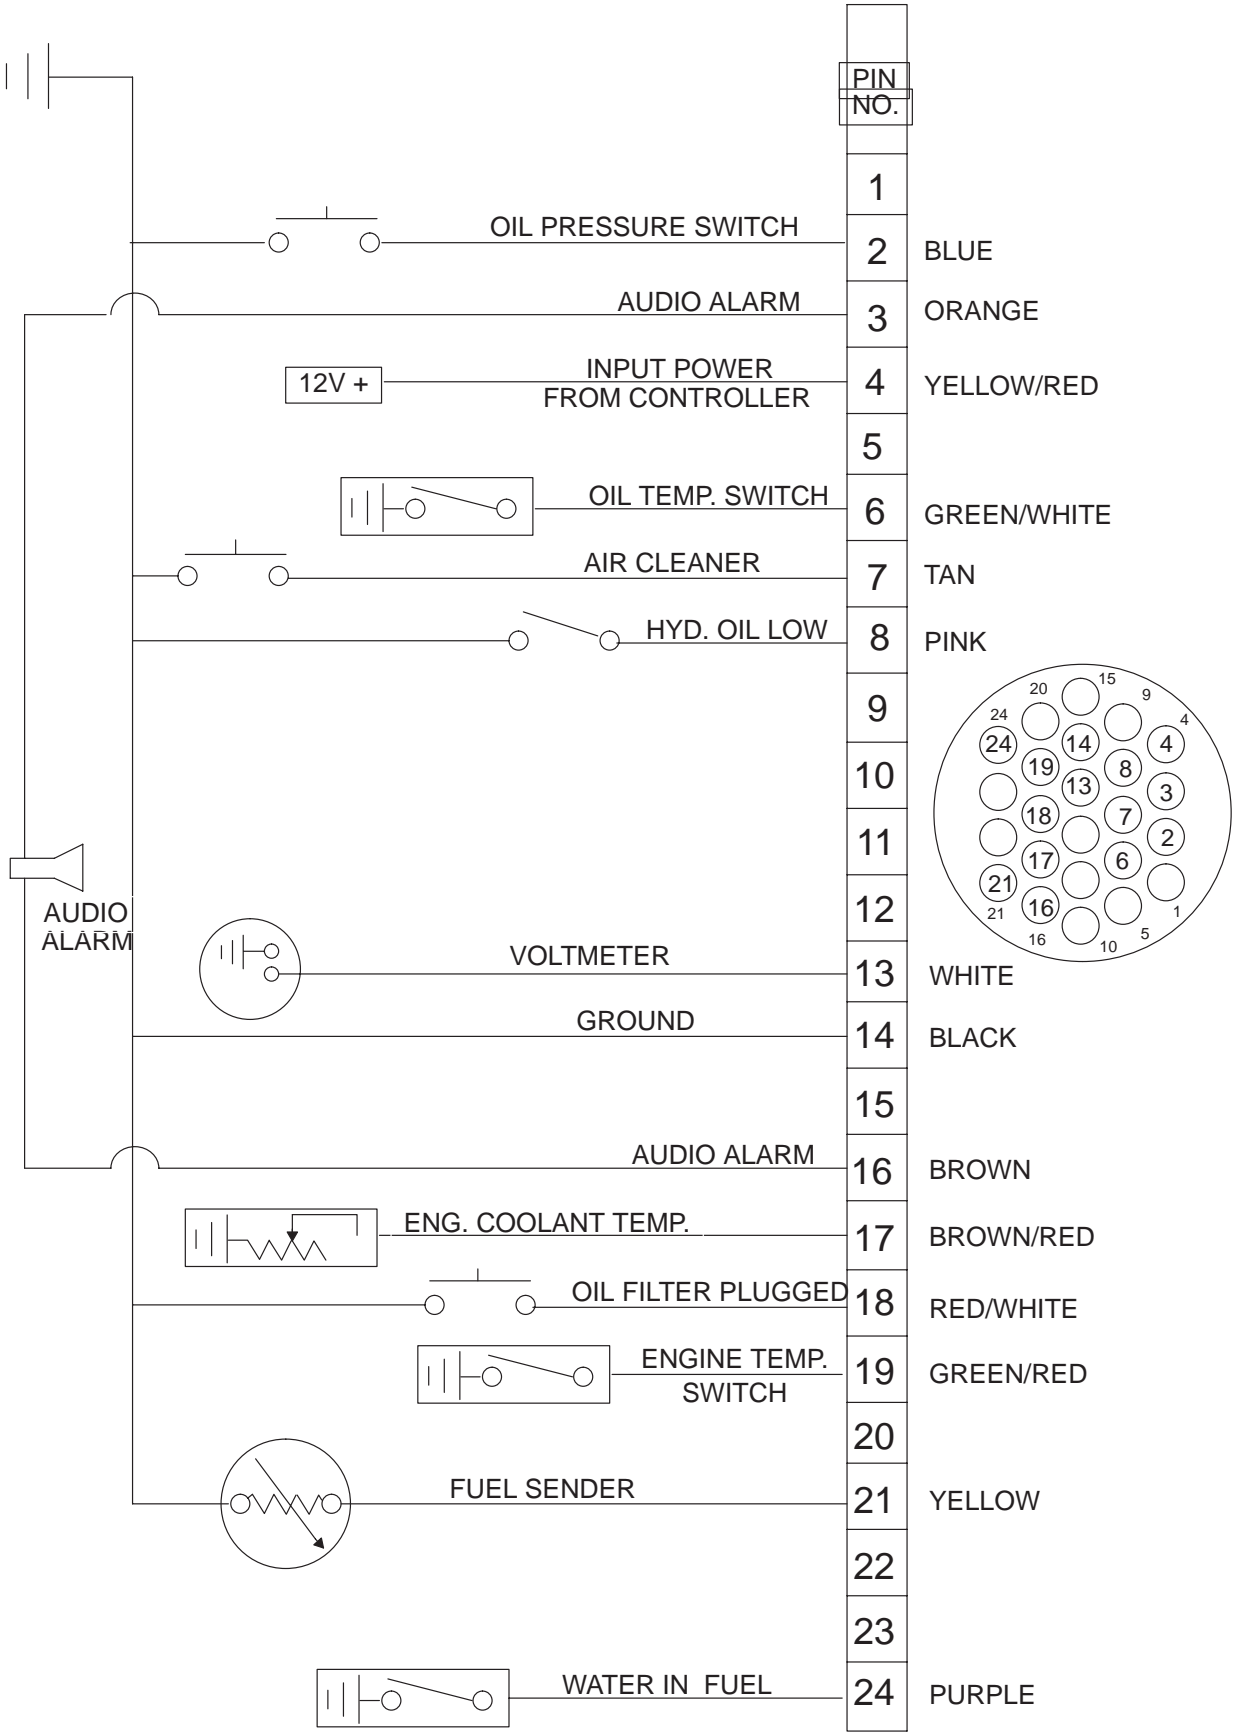 PIN
NO.
1
OIL PRESSURE SWITCH
2
BLUE
AUDIO ALARM
3
ORANGE
12V +
INPUT POWER
FROM CONTROLLER
4
YELLOW/RED
5
OIL TEMP. SWITCH
6
GREEN/WHITE
AIR CLEANER
7
TAN
HYD. OIL LOW
8
PINK
9
10
11
12
AUDIO
ALARM
VOLTMETER
13
WHITE
GROUND
14
BLACK
15
AUDIO ALARM
16
BROWN
ENG. COOLANT TEMP.
17
BROWN/RED
OIL FILTER PLUGGED
18
RED/WHITE
ENGINE TEMP.
SWITCH
19
GREEN/RED
20
FUEL SENDER
21
YELLOW
22
23
WATER IN FUEL
24
PURPLE
15
20
9
24
4
24
14
4
19
8
13
3
18
7
2
17
6
21
16
21
1
16
10
5